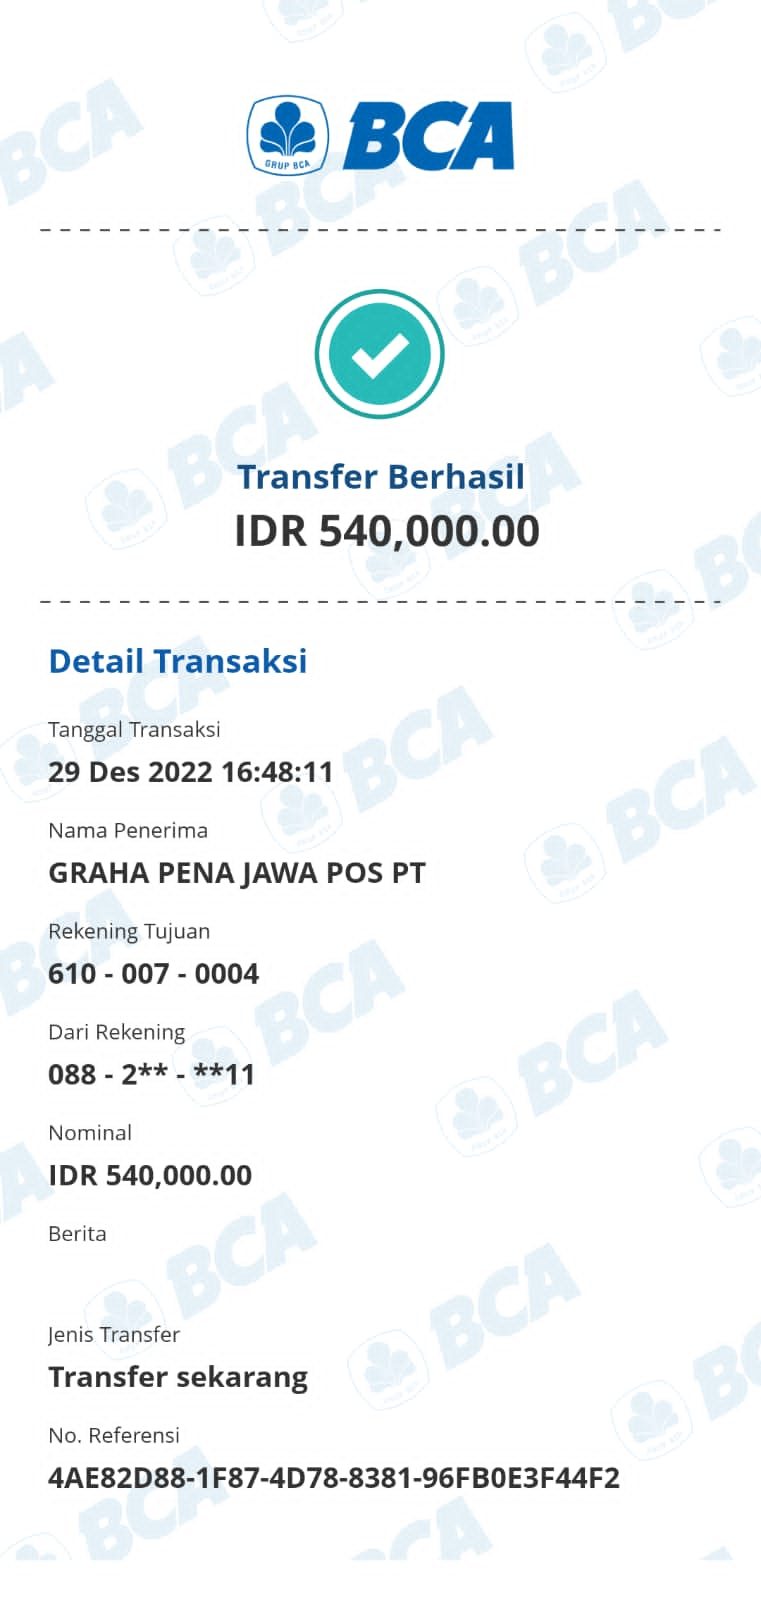 GRUP BCA
BCA
Transfer Berhasil
IDR 540,000.00
Detail Transaksi
Tanggal Transaksi
29 Des 2022 16:48:11
Nama Penerima
GRAHA PENA JAWA POS PT
Rekening Tujuan
610 - 007 - 0004
Dari Rekening
088 - 2** - **11
Nominal
IDR 540,000.00
Berita
Jenis Transfer
Transfer sekarang
No. Referensi
4AE82D88-1F87-4D78-8381-96FB0E3F44F2